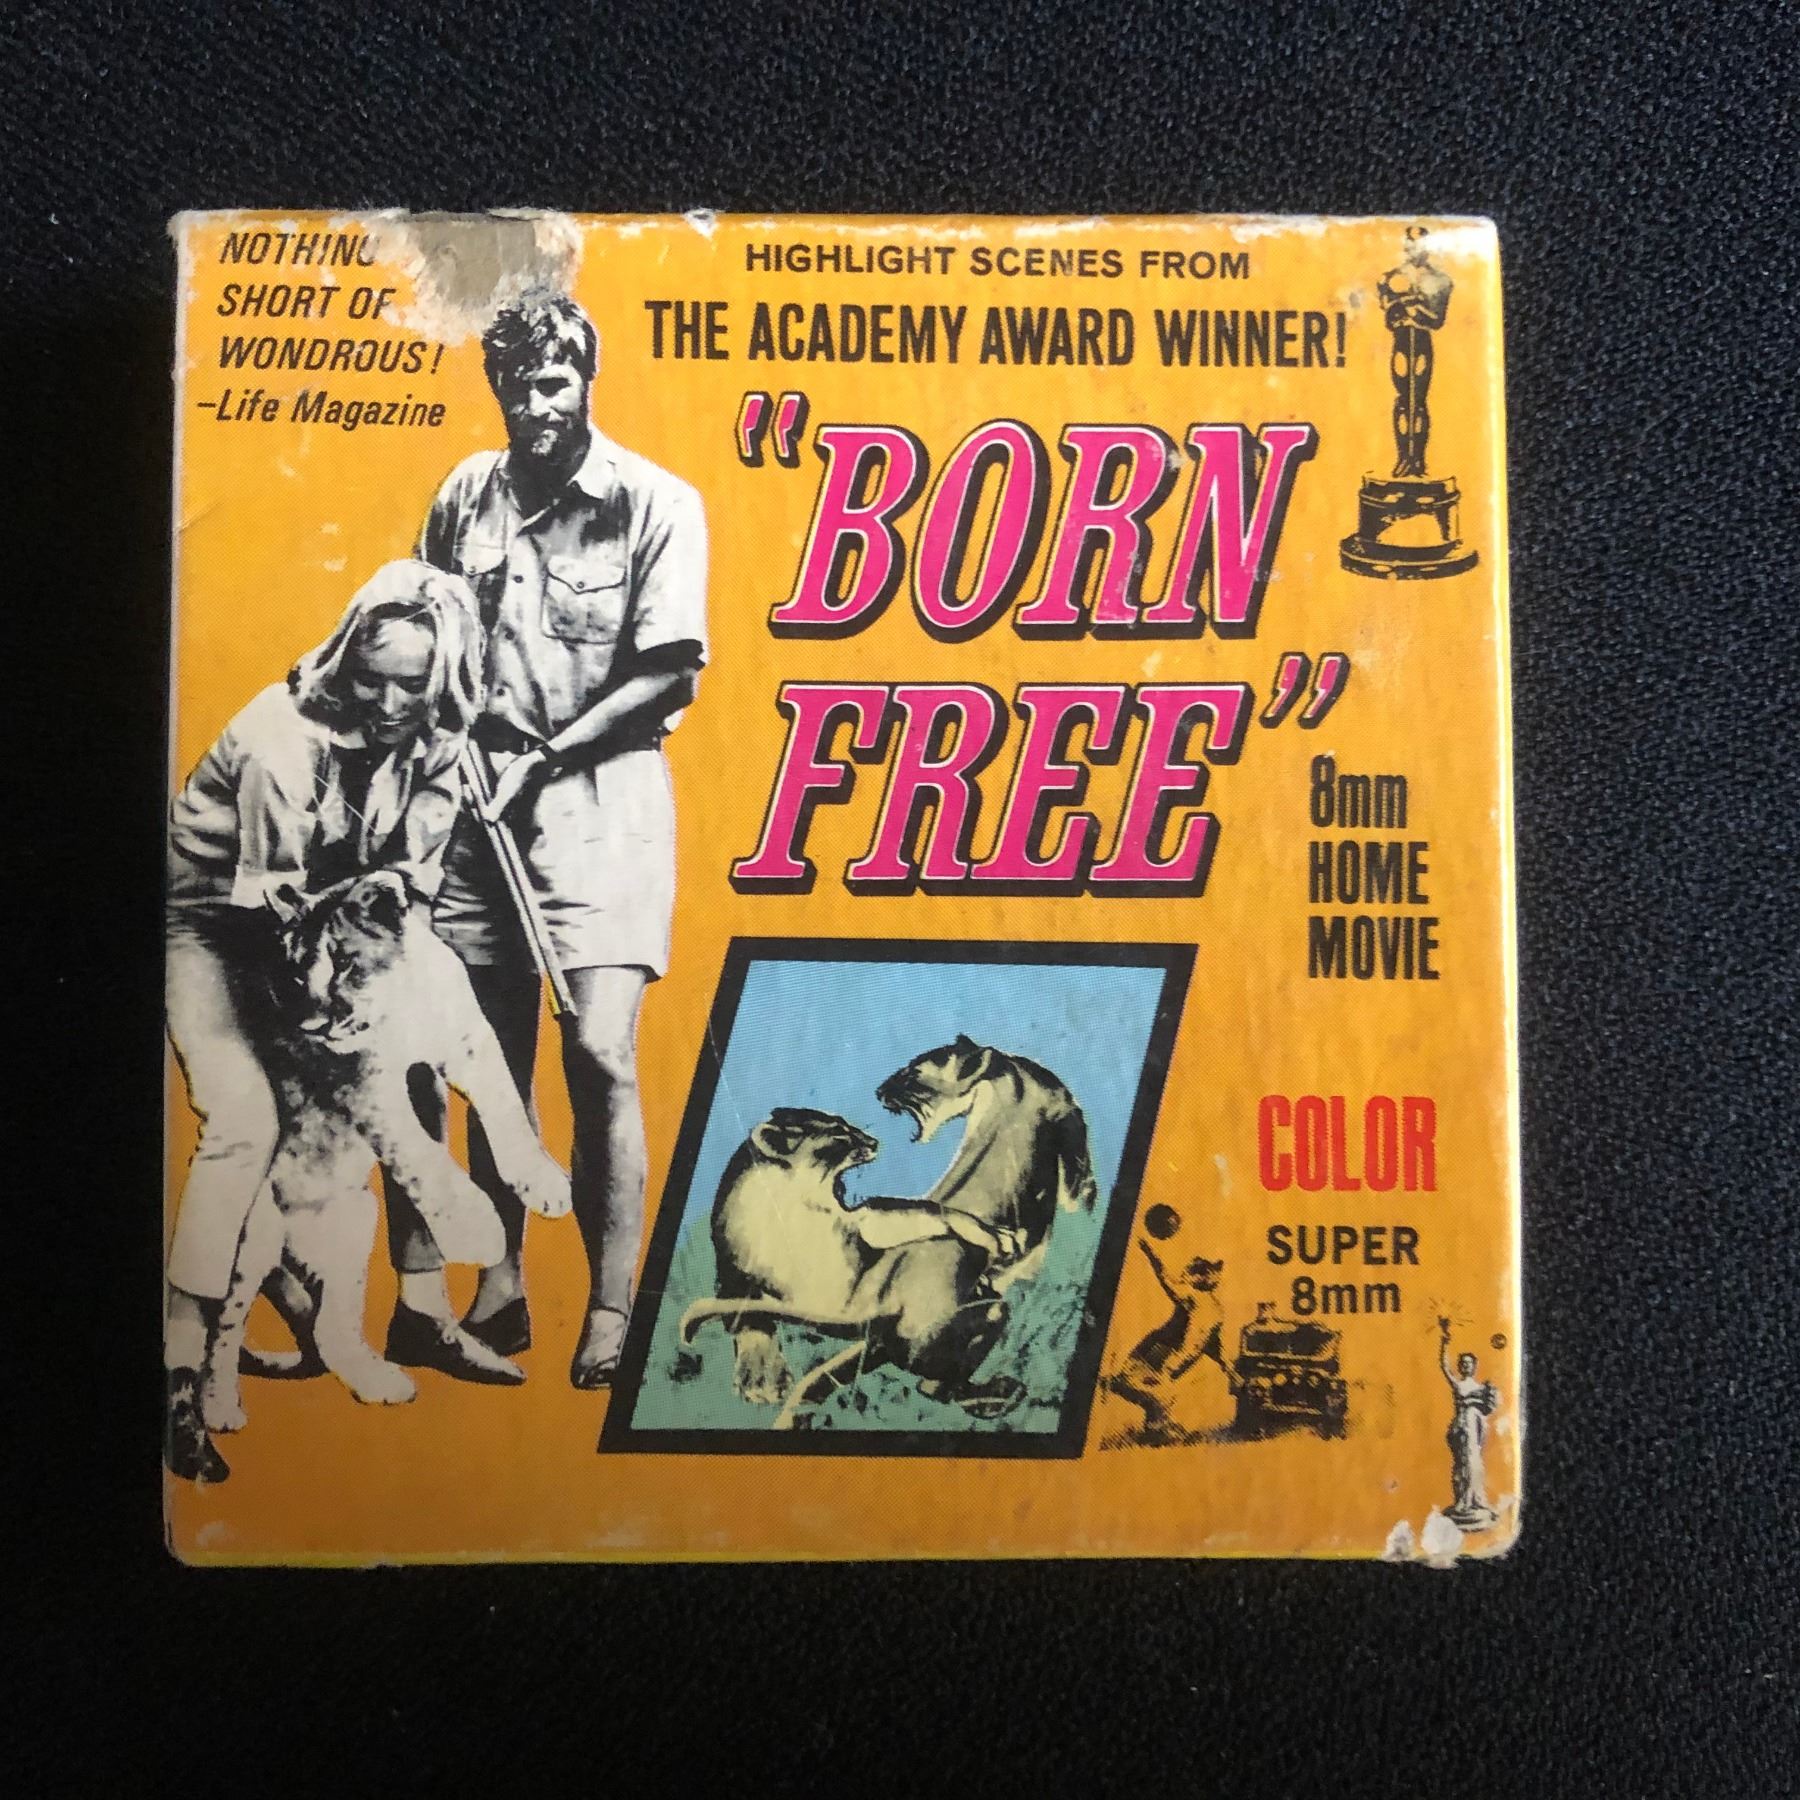 NOTHING
SHORT OF
WONDROUS!
-Life Magazine
HIGHLIGHT SCENES FROM
THE ACADEMY AWARD WINNER!
"BORN
FREE"
8mm
HOME
MOVIE
COLOR
SUPER
8mm
©